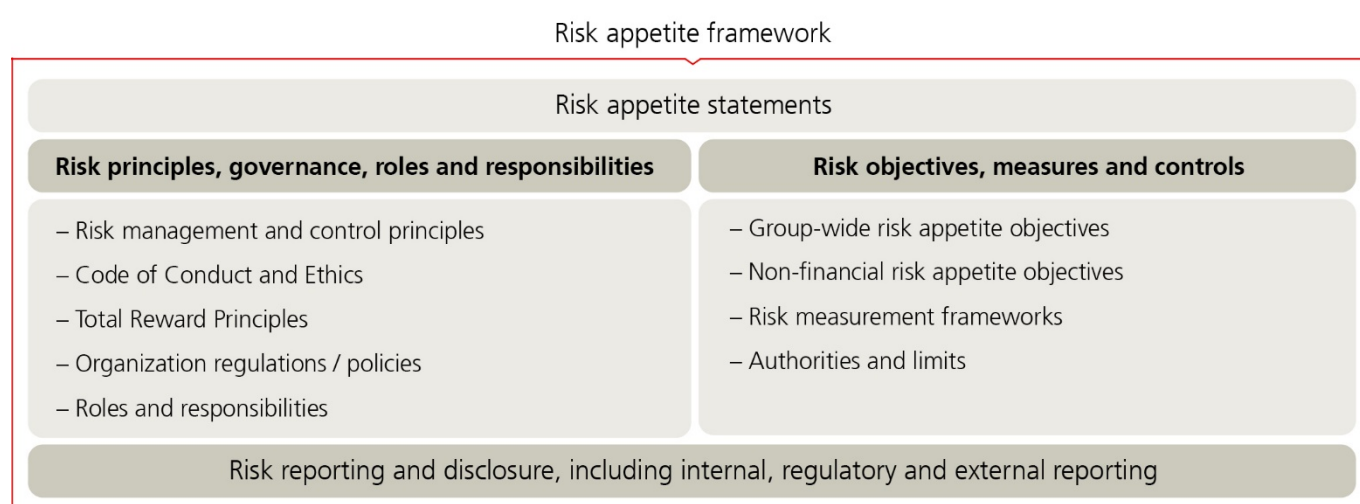 Risk appetite framework
Risk appetite statements
Risk principles, governance, roles and responsibilities
– Risk management and control principles
– Code of Conduct and Ethics
– Total Reward Principles
– Organization regulations / policies
– Roles and responsibilities
Risk objectives, measures and controls
– Group-wide risk appetite objectives
– Non-financial risk appetite objectives
– Risk measurement frameworks
– Authorities and limits
Risk reporting and disclosure, including internal, regulatory and external reporting